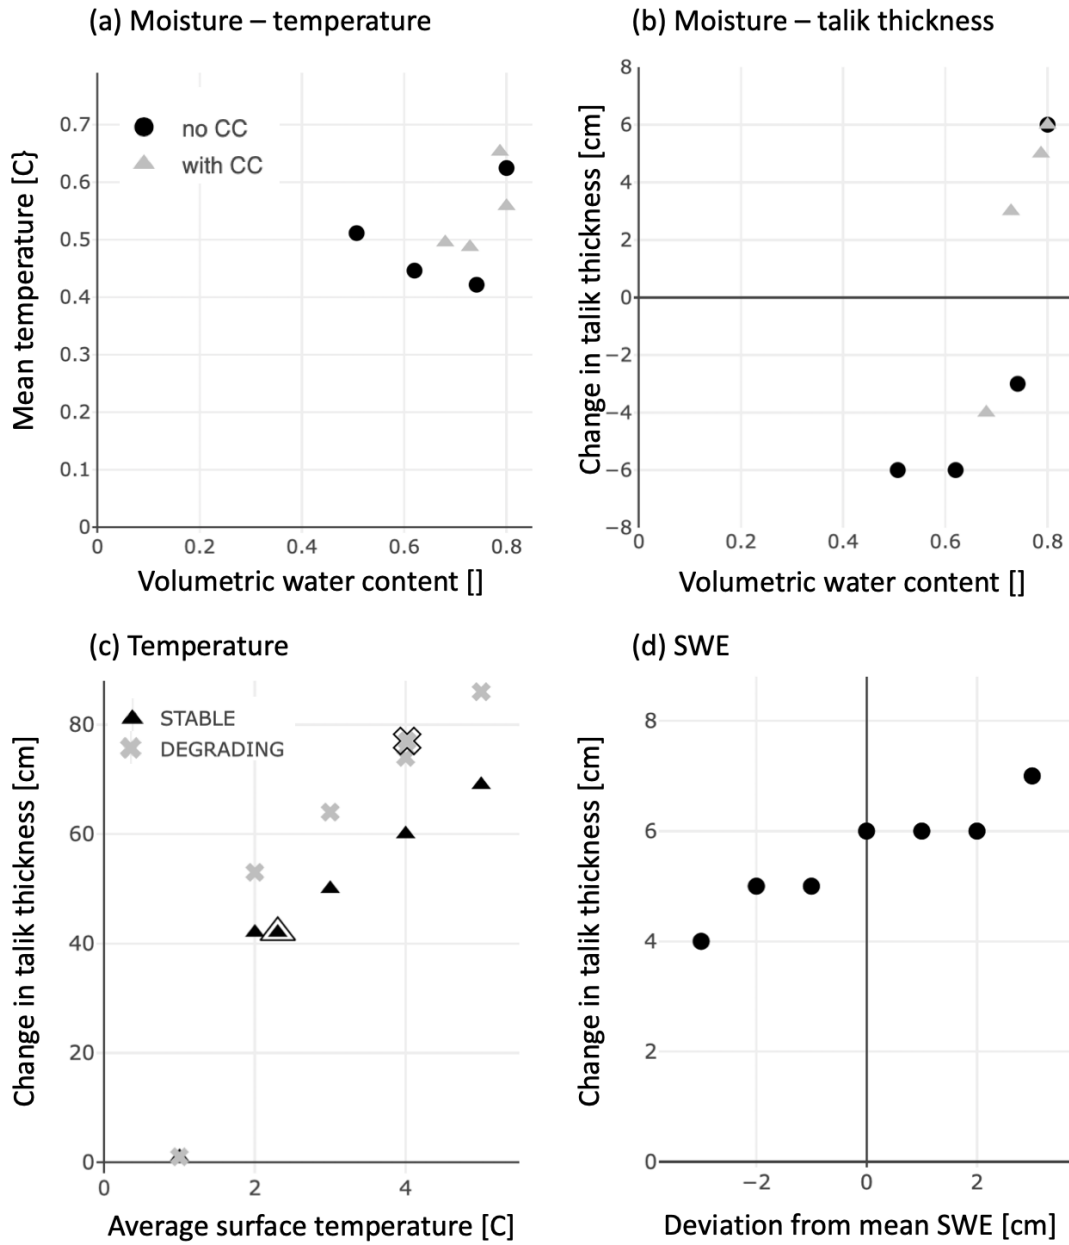 (a) Moisture – temperature
Mean temperature [C}
0.7
0.6
0.5
0.4
0.3
0.2
0.1
0
no CC
with CC
0 0.2 0.4 0.6 0.8
Volumetric water content []
(b) Moisture – talik thickness
Change in talik thickness [cm]
8
6
4
2
0
−2
−4
−6
−8
0 0.2 0.4 0.6 0.8
Volumetric water content []
(c) Temperature
Change in talik thickness [cm]
80
60
40
20
0
STABLE
DEGRADING
0 2 4
Average surface temperature [C]
(d) SWE
Change in talik thickness [cm]
8
6
4
2
0
−2 0 2
Deviation from mean SWE [cm]